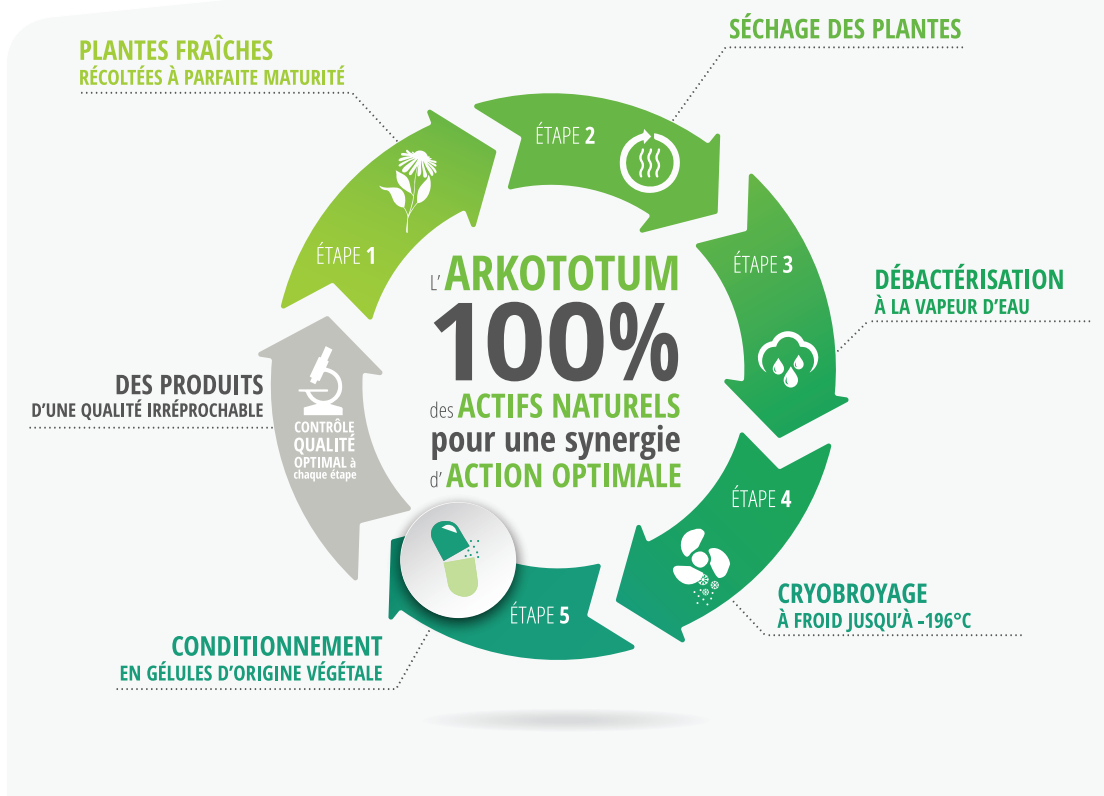 PLANTES FRAÎCHES
RÉCOLTÉES À PARFAITE MATURITÉ
SÉCHAGE DES PLANTES
ÉTAPE 1
ÉTAPE 2
ÉTAPE 3
DÉBACTÉRISATION
À LA VAPEUR D'EAU
ÉTAPE 4
CRYOBROYAGE
À FROID JUSQU'À -196°C
ÉTAPE 5
CONDITIONNEMENT
EN GÉLULES D'ORIGINE VÉGÉTALE
DES PRODUITS
D'UNE QUALITÉ IRRÉPROCHABLE
CONTRÔLE
QUALITÉ
OPTIMAL à
chaque étape
L'ARKOTOTUM
100%
des ACTIFS NATURELS
pour une synergie
d'ACTION OPTIMALE